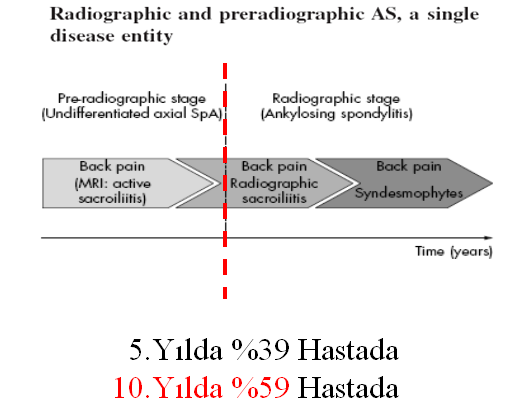 Radiographic and preradiographic AS, a single
disease entity
Pre-radiographic stage
(Undifferentiated axial SpA)
Radiographic stage
(Ankylosing spondylitis)
Back pain
(MRI: active
sacroiliitis)
Back pain
Radiographic
sacroiliitis
Back pain
Syndesmophytes
Time (years)
5.Yılda %39 Hastada
10.Yılda %59 Hastada